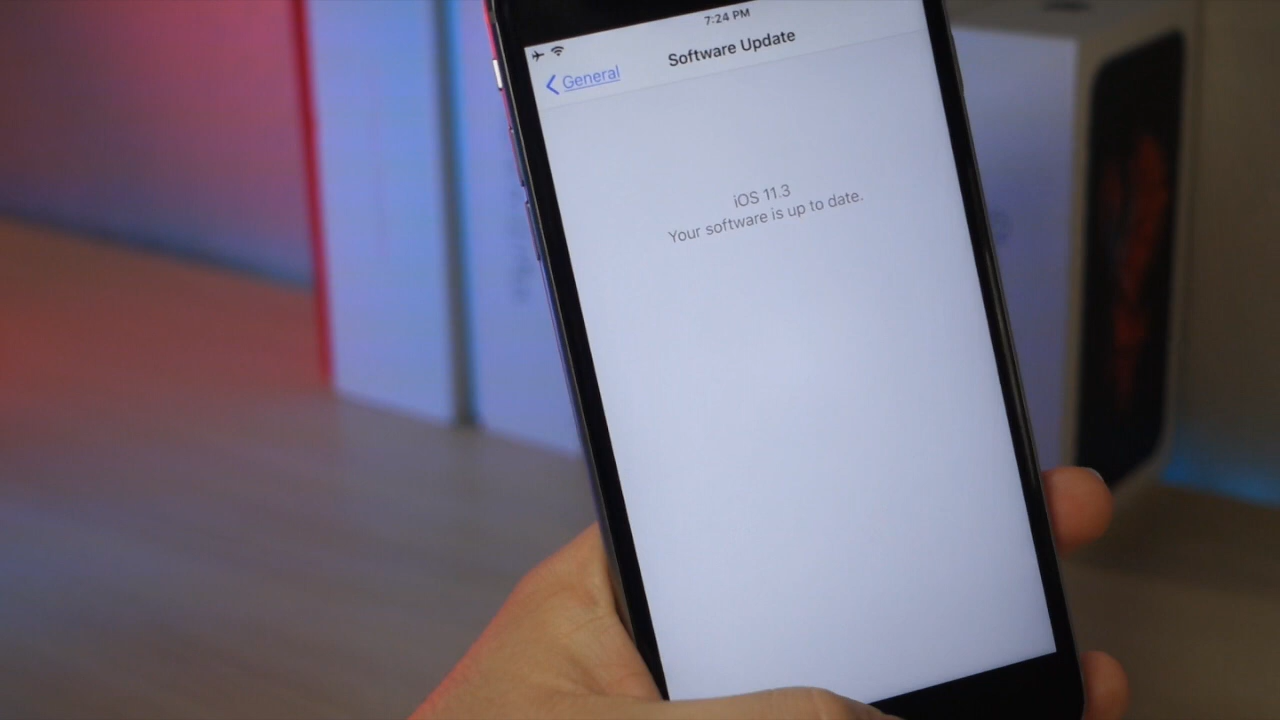 7:24 PM
General
Software Update
iOS 11.3
Your software is up to date.